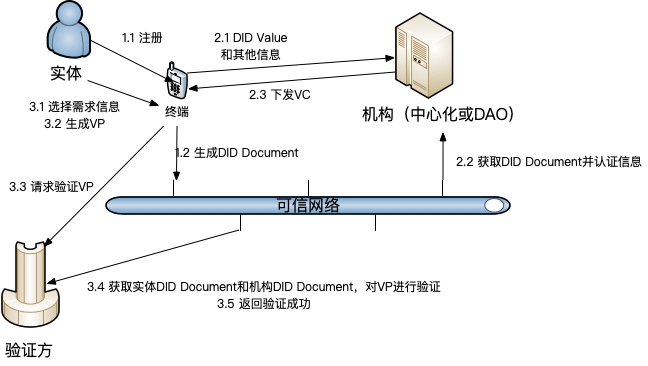 1.1 注册
2.1 DID Value
和其他信息
实体
2.3 下发VC
3.1 选择需求信息
3.2 生成VP
终端
机构（中心化或DAO）
1.2 生成DID Document
2.2 获取DID Document并认证信息
3.3 请求验证VP
可信网络
3.4 获取实体DID Document和机构DID Document，对VP进行验证
3.5 返回验证成功
验证方